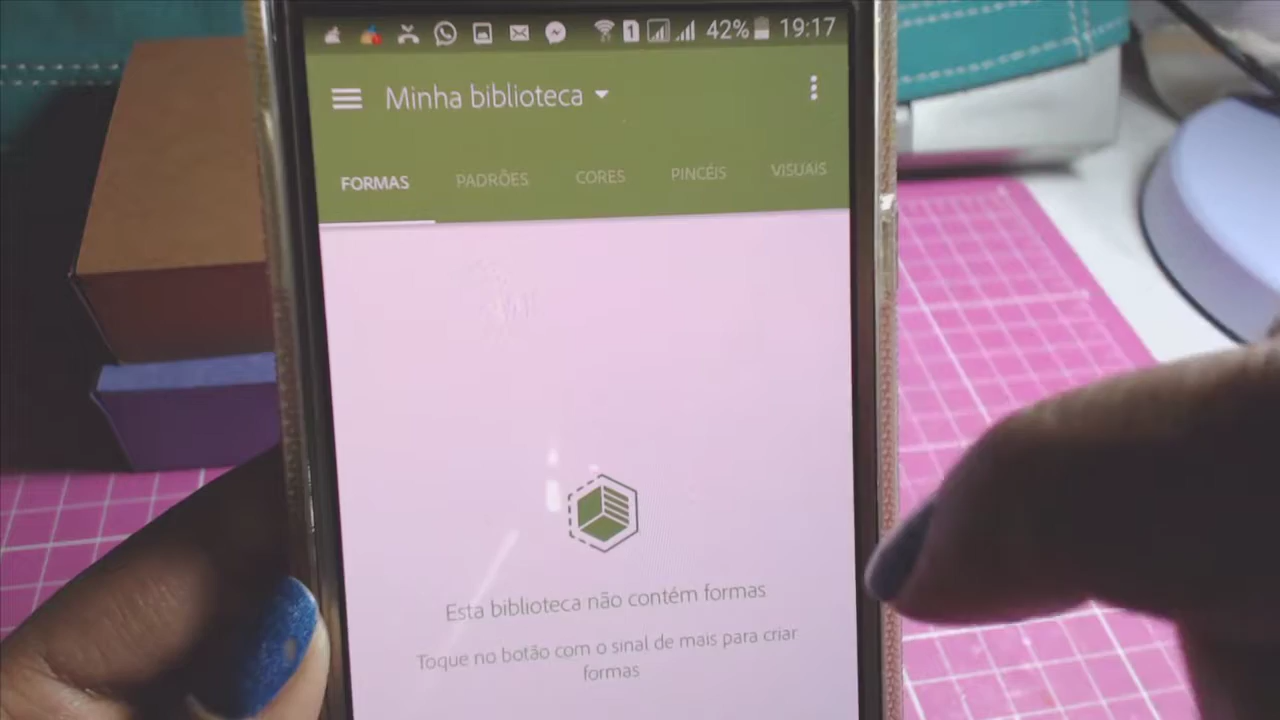 1 42% 19:17
Minha biblioteca
FORMAS PADRÕES CORES PINCÉIS VISUAIS
Esta biblioteca não contém formas
Toque no botão com o sinal de mais para criar
formas